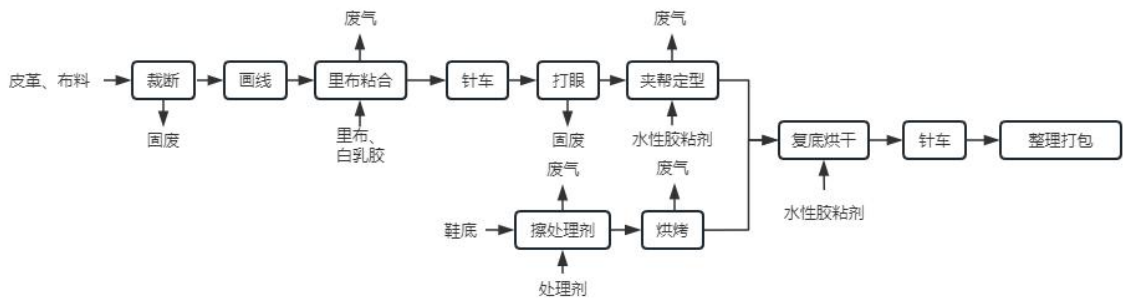 废气
废气
皮革、布料
裁断
画线
里布粘合
针车
打眼
夹帮定型
固废
里布、
白乳胶
固废
水性胶粘剂
复底烘干
针车
整理打包
废气
废气
水性胶粘剂
鞋底
擦处理剂
烘烤
处理剂